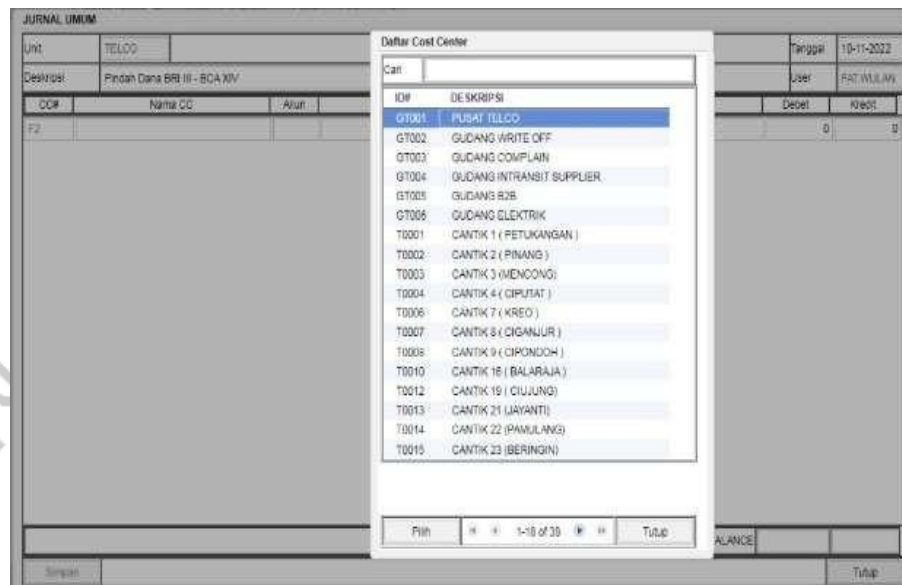 JURNAL UMUM
Unit TELCO Tanggal 10-11-2022
Deskripsi Pindah Dana BRI III - BCA XIV User FAT WULAN
CC# Nama CC Akun Debet Kredit
F2 0 0
Daftar Cost Center
Cari
ID# DESKRIPSI
GT001 PUSAT TELCO
GT002 GUDANG WRITE OFF
GT003 GUDANG COMPLAIN
GT004 GUDANG INTRANSIT SUPPLIER
GT005 GUDANG B2B
GT006 GUDANG ELEKTRIK
T0001 CANTIK 1 ( PETUKANGAN )
T0002 CANTIK 2 ( PINANG )
T0003 CANTIK 3 (MENCONG)
T0004 CANTIK 4 ( CIPUTAT )
T0006 CANTIK 7 ( KREO )
T0007 CANTIK 8 ( CIGANJUR )
T0008 CANTIK 9 ( CIPONDOH )
T0010 CANTIK 16 ( BALARAJA )
T0012 CANTIK 19 ( CIUJUNG)
T0013 CANTIK 21 (JAYANTI)
T0014 CANTIK 22 (PAMULANG)
T0015 CANTIK 23 (BERINGIN)
Pilih 1-18 of 39 Tutup
ALANCE
Simpan Tutup